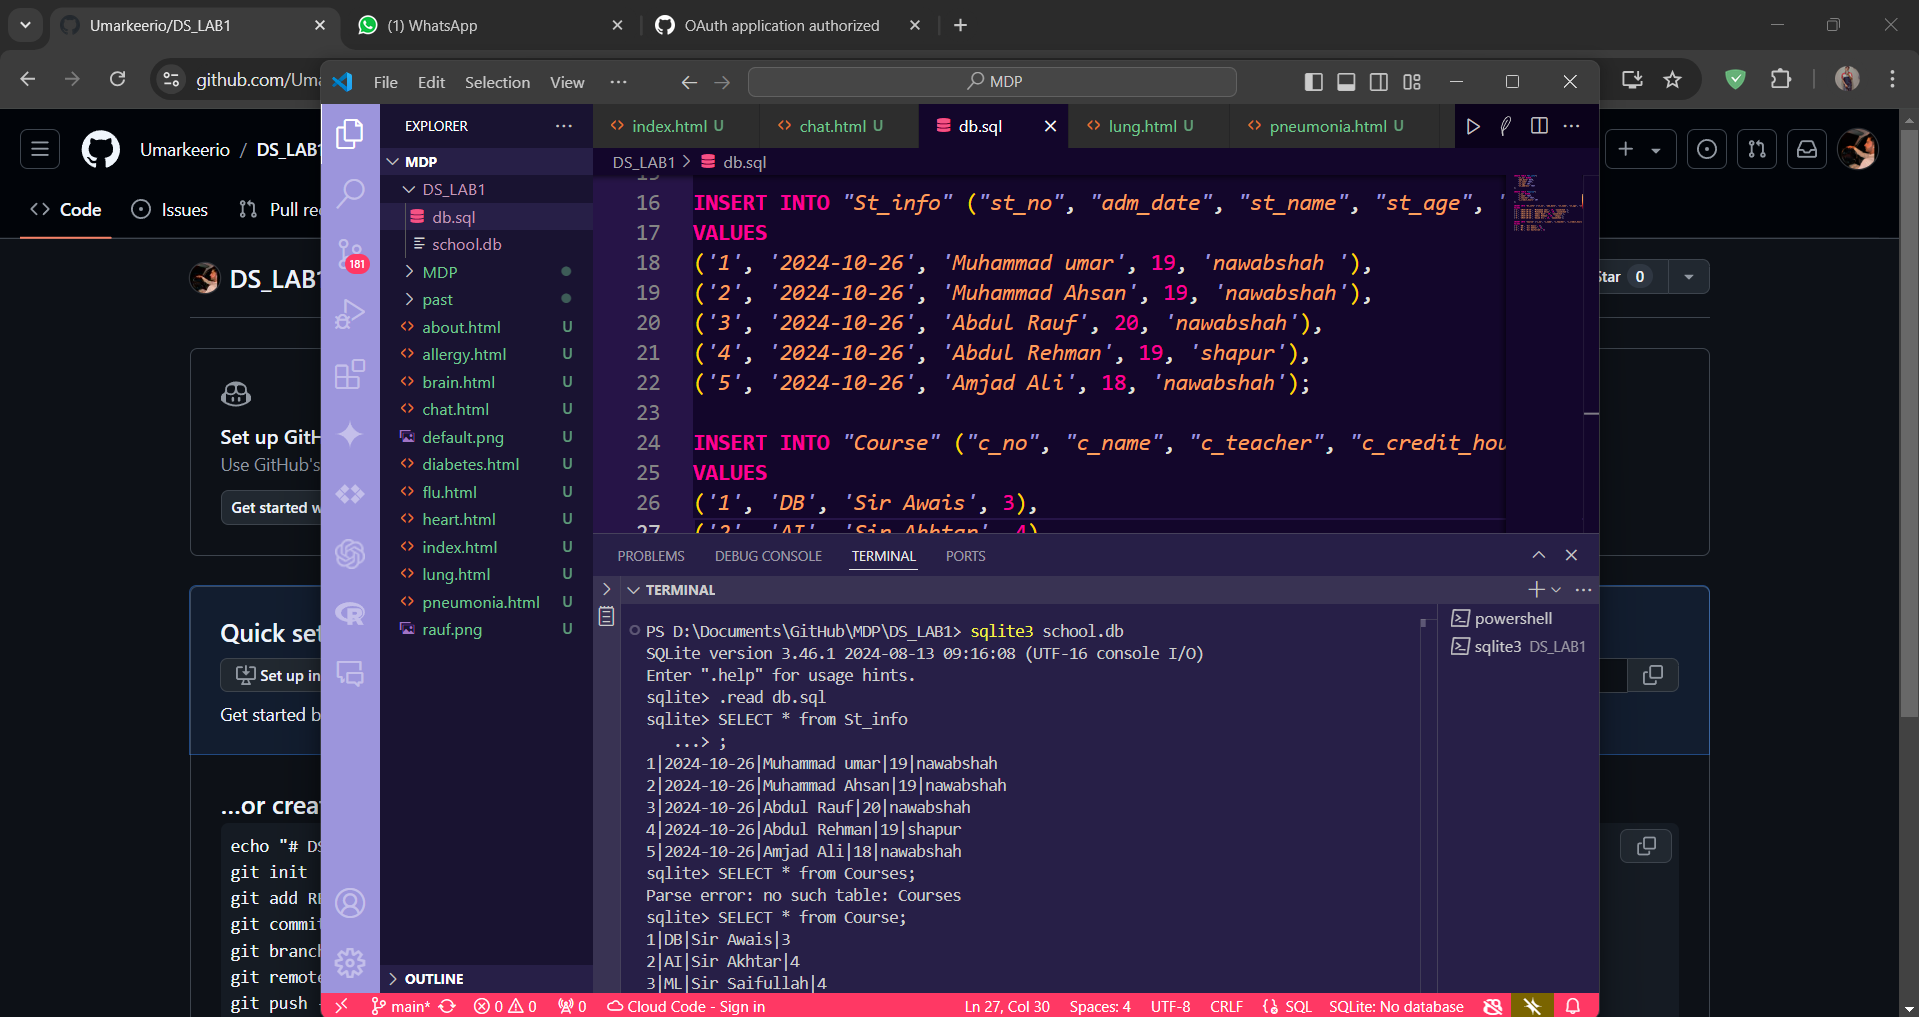 Umarkeerio/DS_LAB1
(1) WhatsApp
OAuth application authorized
github.com/Uma
File Edit Selection View
MDP
Umarkeerio / DS_LAB1
Code
Issues
Pull re
DS_LAB1
Star 0
Set up GitH
Use GitHub's
Get started w
Quick set
Set up in
Get started b
...or crea
echo "# DS
git init
git add RE
git commit
git branch
git remote
git push -
EXPLORER
MDP
DS_LAB1
db.sql
school.db
MDP
past
about.html U
allergy.html U
brain.html U
chat.html U
default.png U
diabetes.html U
flu.html U
heart.html U
index.html U
lung.html U
pneumonia.html U
rauf.png U
OUTLINE
181
index.html U
chat.html U
db.sql
lung.html U
pneumonia.html U
DS_LAB1 > db.sql
15
16 INSERT INTO "St_info" ("st_no", "adm_date", "st_name", "st_age", "
17 VALUES
18 ('1', '2024-10-26', 'Muhammad umar', 19, 'nawabshah '),
19 ('2', '2024-10-26', 'Muhammad Ahsan', 19, 'nawabshah'),
20 ('3', '2024-10-26', 'Abdul Rauf', 20, 'nawabshah'),
21 ('4', '2024-10-26', 'Abdul Rehman', 19, 'shapur'),
22 ('5', '2024-10-26', 'Amjad Ali', 18, 'nawabshah');
23
24 INSERT INTO "Course" ("c_no", "c_name", "c_teacher", "c_credit_hou
25 VALUES
26 ('1', 'DB', 'Sir Awais', 3),
27 ('2', 'AI', 'Sir Akhtar', 4)
PROBLEMS DEBUG CONSOLE TERMINAL PORTS
TERMINAL
powershell
sqlite3 DS_LAB1
PS D:\Documents\GitHub\MDP\DS_LAB1> sqlite3 school.db
SQLite version 3.46.1 2024-08-13 09:16:08 (UTF-16 console I/O)
Enter ".help" for usage hints.
sqlite> .read db.sql
sqlite> SELECT * from St_info
...> ;
1|2024-10-26|Muhammad umar|19|nawabshah
2|2024-10-26|Muhammad Ahsan|19|nawabshah
3|2024-10-26|Abdul Rauf|20|nawabshah
4|2024-10-26|Abdul Rehman|19|shapur
5|2024-10-26|Amjad Ali|18|nawabshah
sqlite> SELECT * from Courses;
Parse error: no such table: Courses
sqlite> SELECT * from Course;
1|DB|Sir Awais|3
2|AI|Sir Akhtar|4
3|ML|Sir Saifullah|4
main* 0 0 0 Cloud Code - Sign in Ln 27, Col 30 Spaces: 4 UTF-8 CRLF SQL SQLite: No database